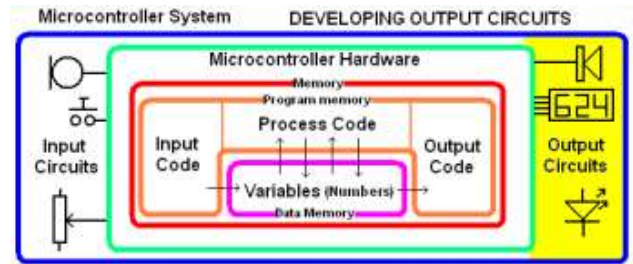 Microcontroller System
DEVELOPING OUTPUT CIRCUITS
Microcontroller Hardware
Memory
Program memory
Process Code
Input
Code
Output
Code
Input
Circuits
624
Output
Circuits
Variables (Numbers)
Data Memory